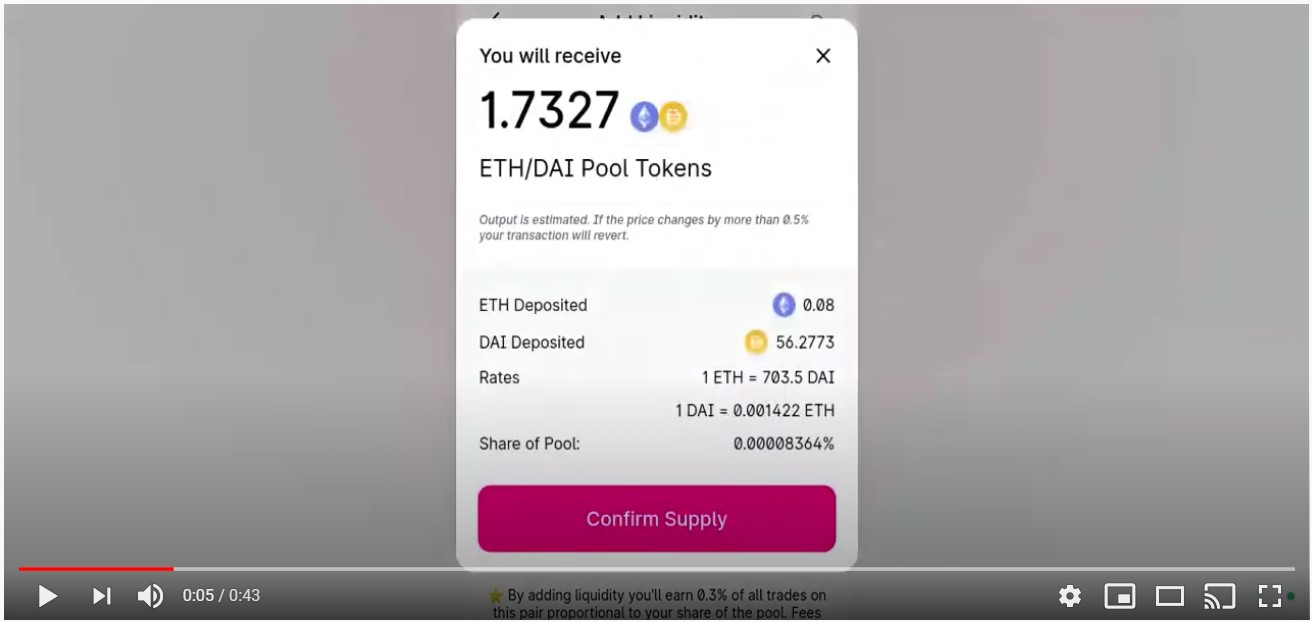 Add Liquidity
You will receive
1.7327
ETH/DAI Pool Tokens
Output is estimated. If the price changes by more than 0.5%
your transaction will revert.
ETH Deposited 0.08
DAI Deposited 56.2773
Rates 1 ETH = 703.5 DAI
1 DAI = 0.001422 ETH
Share of Pool: 0.00008364%
Confirm Supply
By adding liquidity you'll earn 0.3% of all trades on
this pair proportional to your share of the pool. Fees
0:05 / 0:43